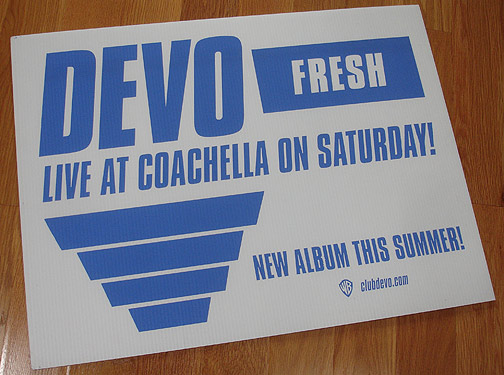 DEVO
FRESH
LIVE AT COACHELLA ON SATURDAY!
NEW ALBUM THIS SUMMER!
WB clubdevo.com